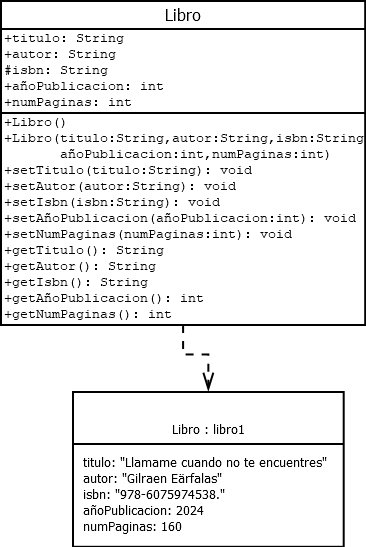 Libro
+titulo: String
+autor: String
#isbn: String
+añoPublicacion: int
+numPaginas: int
+Libro()
+Libro(titulo:String,autor:String,isbn:String
añoPublicacion:int,numPaginas:int)
+setTitulo(titulo:String): void
+setAutor(autor:String): void
+setIsbn(isbn:String): void
+setAñoPublicacion(añoPublicacion:int): void
+setNumPaginas(numPaginas:int): void
+getTitulo(): String
+getAutor(): String
+getIsbn(): String
+getAñoPublicacion(): int
+getNumPaginas(): int
Libro : libro1
titulo: "Llamame cuando no te encuentres"
autor: "Gilraen Eärfalas"
isbn: "978-6075974538."
añoPublicacion: 2024
numPaginas: 160